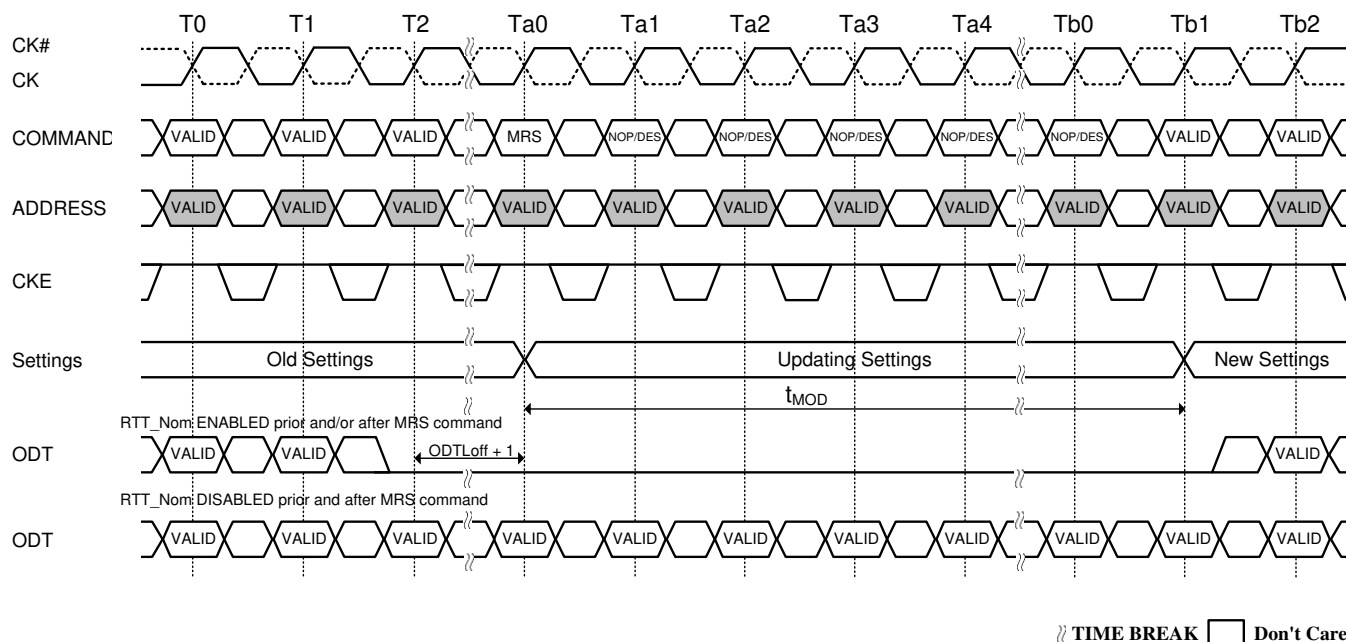 T0 T1 T2 Ta0 Ta1 Ta2 Ta3 Ta4 Tb0 Tb1 Tb2
CK#
CK
COMMAND VALID VALID VALID MRS NOP/DES NOP/DES NOP/DES NOP/DES NOP/DES VALID VALID
ADDRESS VALID VALID VALID VALID VALID VALID VALID VALID VALID VALID VALID
CKE
Settings Old Settings Updating Settings New Settings
tMOD
RTT_Nom ENABLED prior and/or after MRS command
ODT VALID VALID ODTLoff + 1 VALID
RTT_Nom DISABLED prior and after MRS command
ODT VALID VALID VALID VALID VALID VALID VALID VALID VALID VALID VALID
TIME BREAK Don't Care